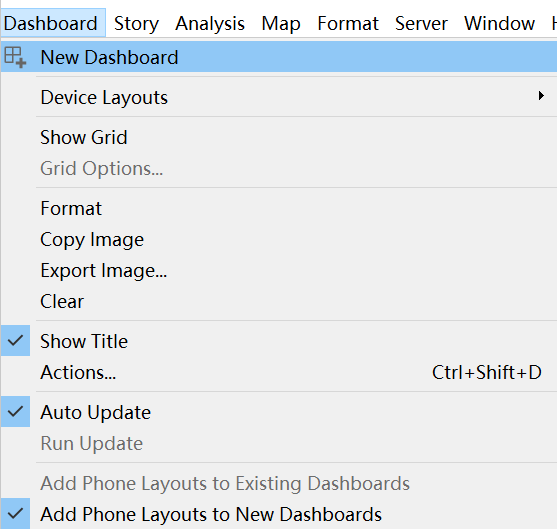 Dashboard Story Analysis Map Format Server Window
New Dashboard
Device Layouts
Show Grid
Grid Options...
Format
Copy Image
Export Image...
Clear
Show Title
Actions... Ctrl+Shift+D
Auto Update
Run Update
Add Phone Layouts to Existing Dashboards
Add Phone Layouts to New Dashboards